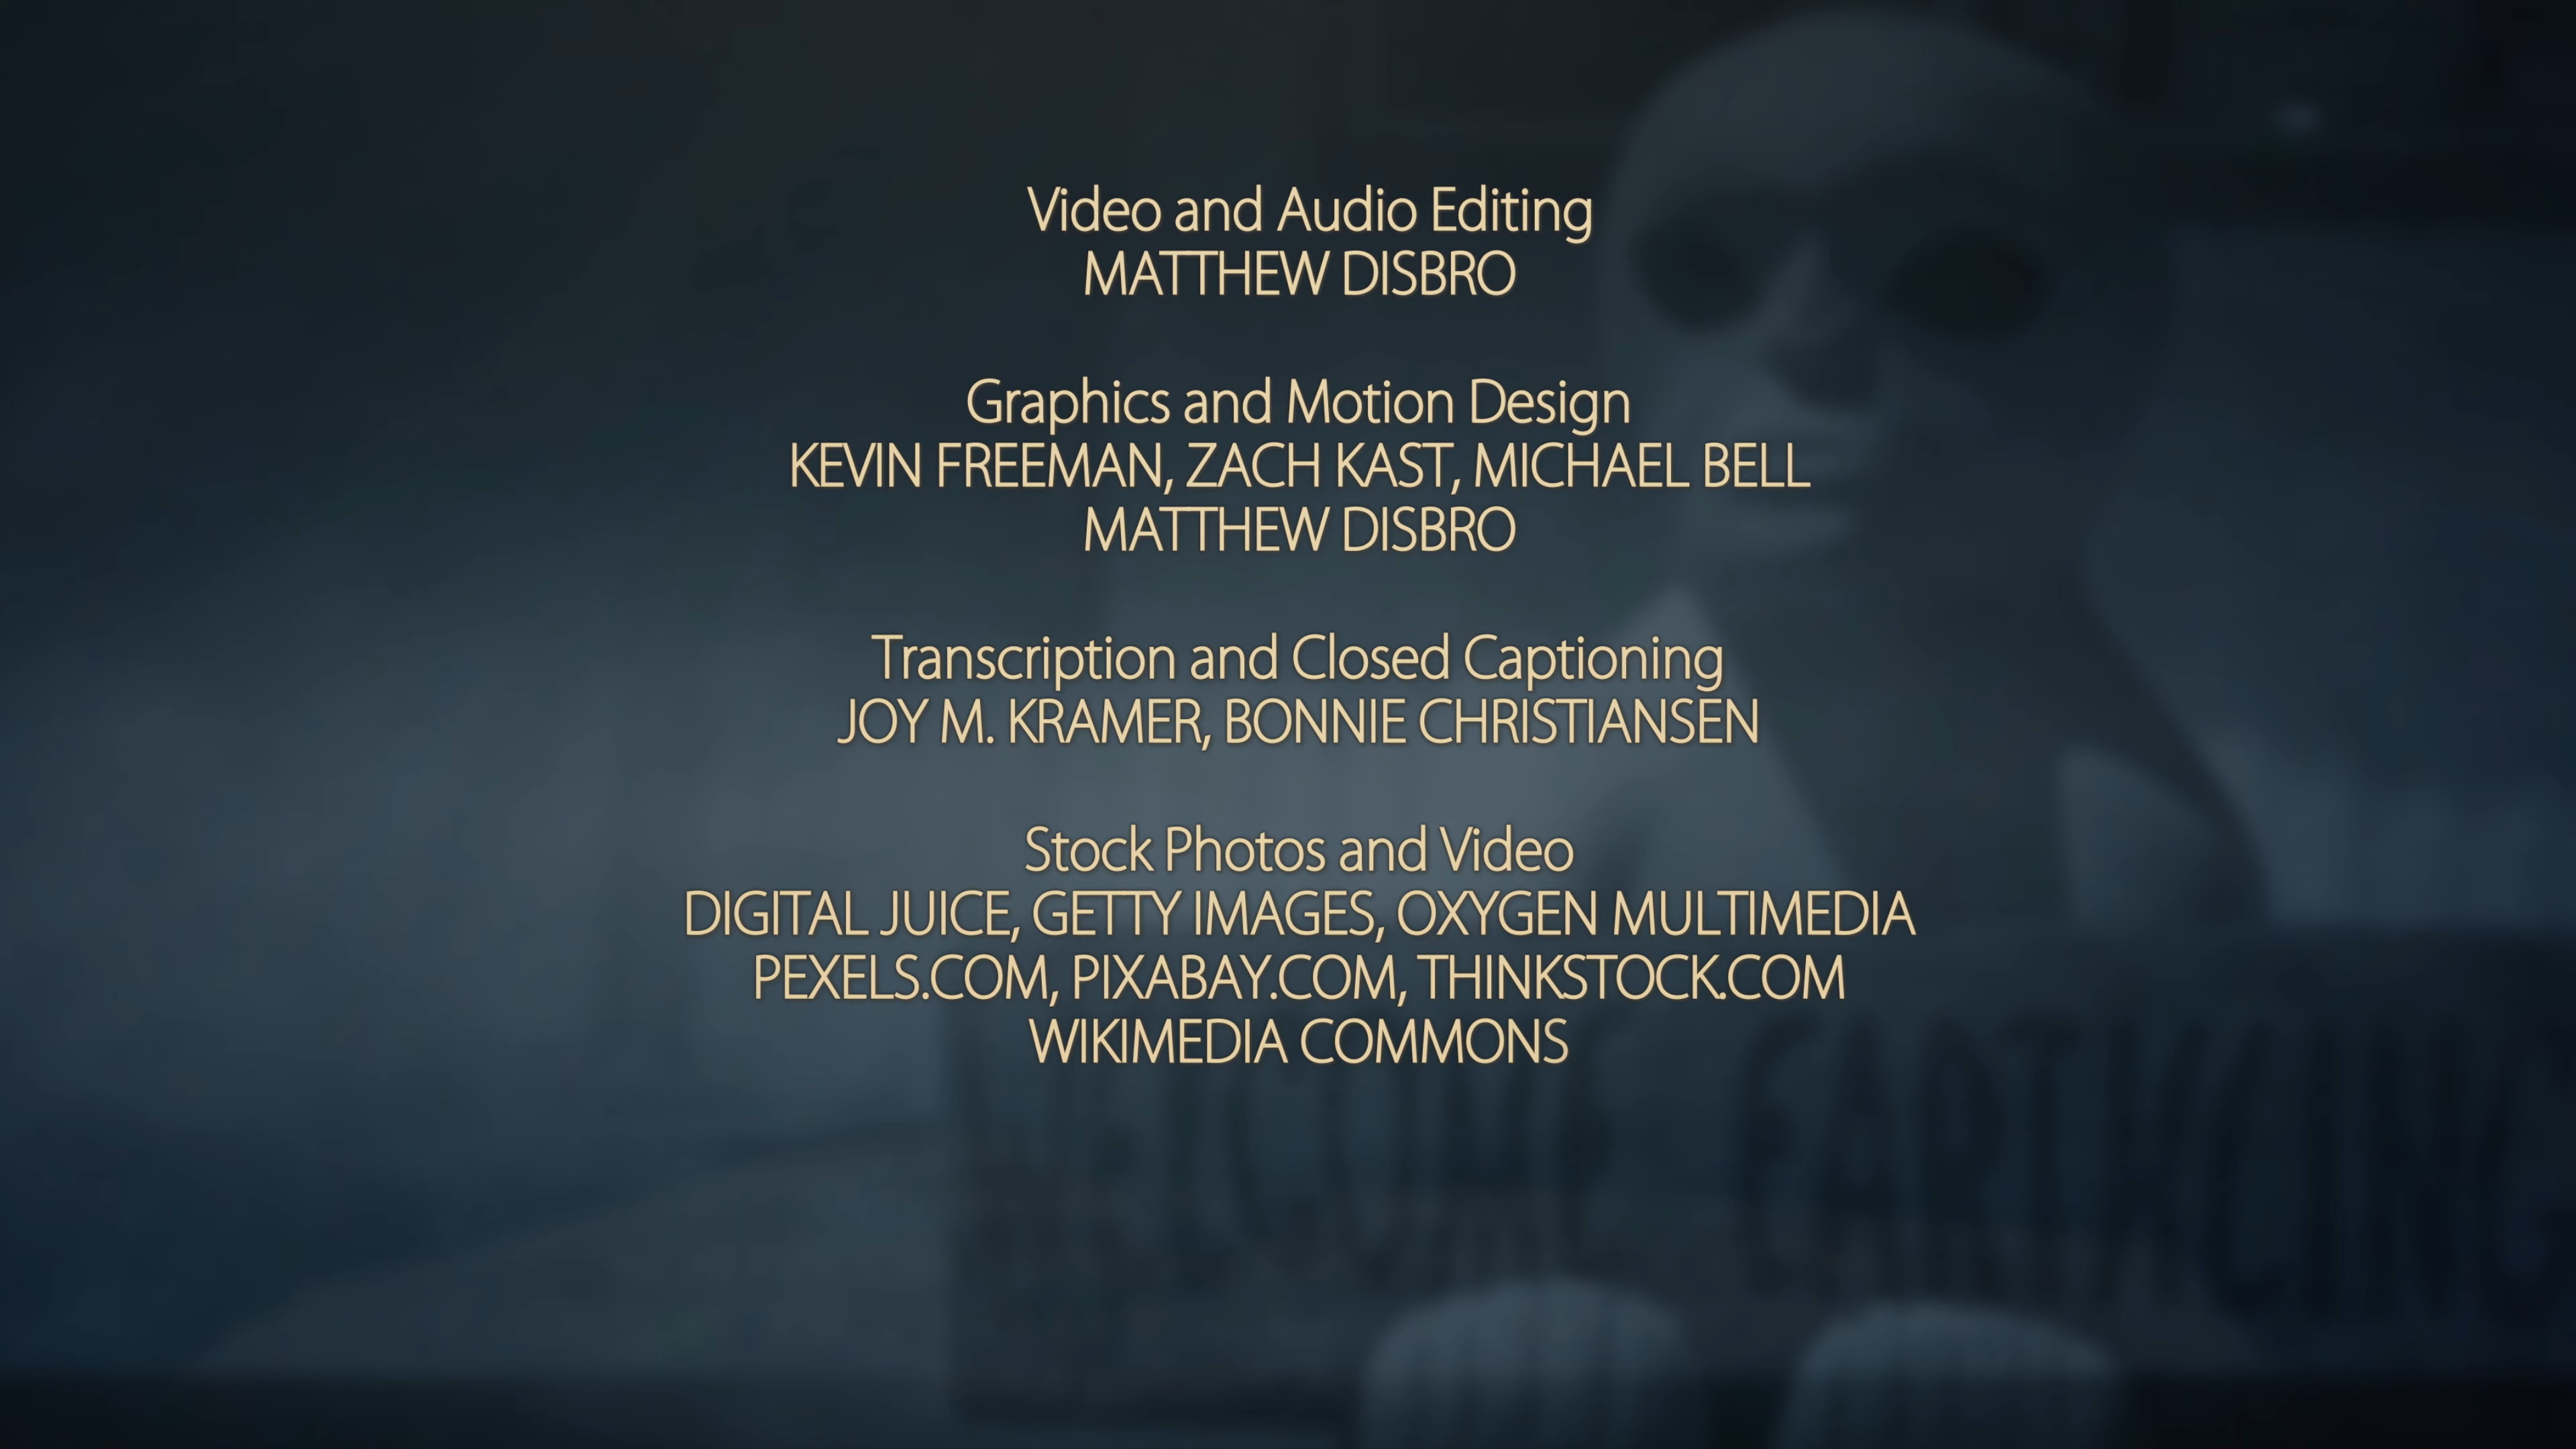 Video and Audio Editing
MATTHEW DISBRO
Graphics and Motion Design
KEVIN FREEMAN, ZACH KAST, MICHAEL BELL
MATTHEW DISBRO
Transcription and Closed Captioning
JOY M. KRAMER, BONNIE CHRISTIANSEN
Stock Photos and Video
DIGITAL JUICE, GETTY IMAGES, OXYGEN MULTIMEDIA
PEXELS.COM, PIXABAY.COM, THINKSTOCK.COM
WIKIMEDIA COMMONS
WELCOME EARTHLING